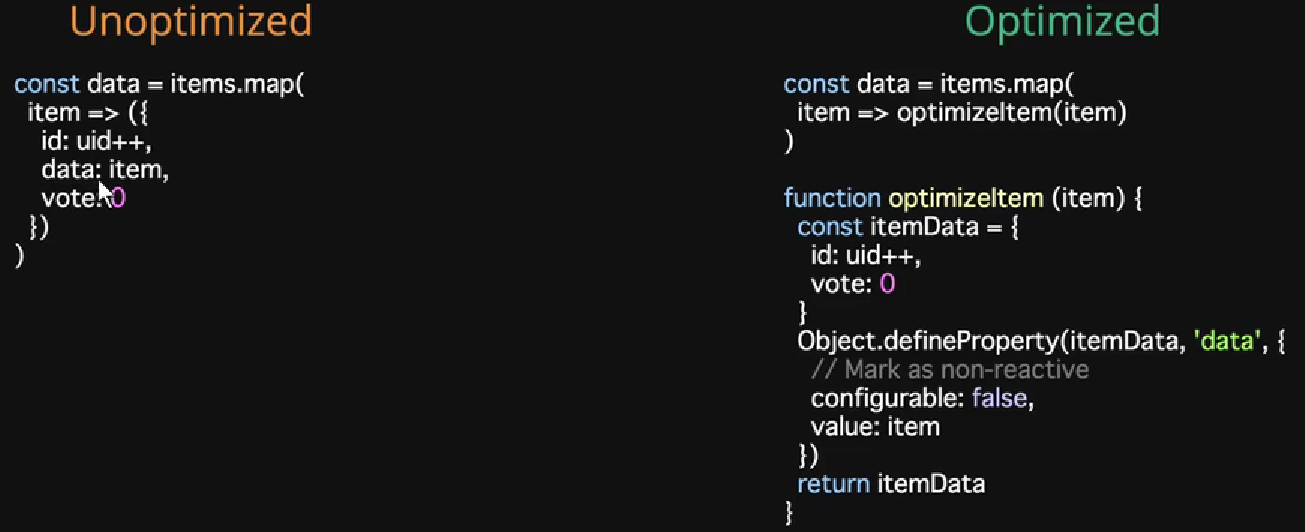 Unoptimized
const data = items.map(
item => ({
id: uid++,
data: item,
vote: 0
})
)
Optimized
const data = items.map(
item => optimizeItem(item)
)
function optimizeItem (item) {
const itemData = {
id: uid++,
vote: 0
}
Object.defineProperty(itemData, 'data', {
// Mark as non-reactive
configurable: false,
value: item
})
return itemData
}